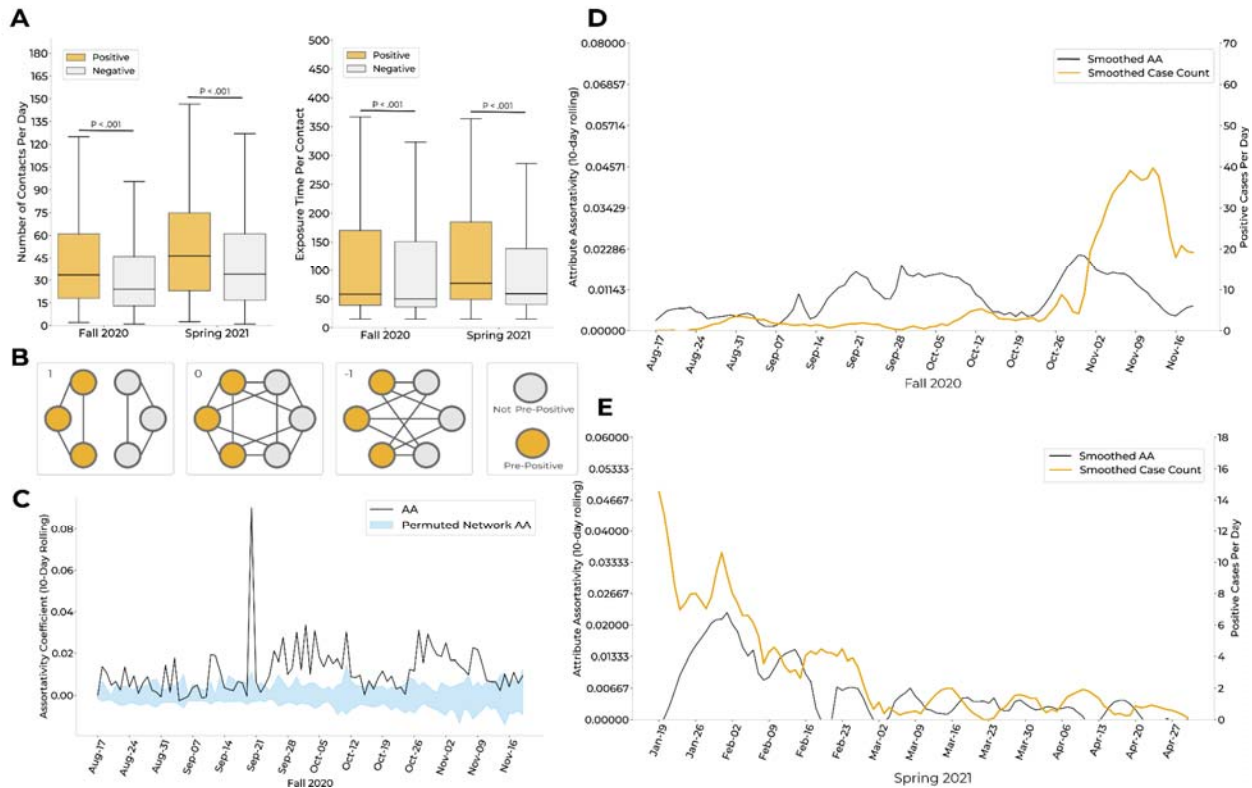 A
Number of Contacts Per Day
180
165
150
135
120
105
90
75
60
45
30
15
0
Positive
Negative
P < .001
P < .001
Fall 2020
Spring 2021
Exposure Time Per Contact
500
450
400
350
300
250
200
150
100
50
0
Positive
Negative
P < .001
P < .001
Fall 2020
Spring 2021
B
1
0
-1
Not Pre-Positive
Pre-Positive
C
Assortativity Coefficient (10-Day Rolling)
0.08
0.06
0.04
0.02
0.00
AA
Permuted Network AA
Aug-17
Aug-24
Aug-31
Sep-07
Sep-14
Sep-21
Sep-28
Oct-05
Oct-12
Oct-19
Oct-26
Nov-02
Nov-09
Nov-16
Fall 2020
D
Attribute Assortativity (10-day rolling)
0.08000
0.06857
0.05714
0.04571
0.03429
0.02286
0.01143
0.00000
Smoothed AA
Smoothed Case Count
70
60
50
40
30
20
10
0
Positive Cases Per Day
Aug-17
Aug-24
Aug-31
Sep-07
Sep-14
Sep-21
Sep-28
Oct-05
Oct-12
Oct-19
Oct-26
Nov-02
Nov-09
Nov-16
Fall 2020
E
Attribute Assortativity (10-day rolling)
0.06000
0.05333
0.04667
0.04000
0.03333
0.02667
0.02000
0.01333
0.00667
0.00000
Smoothed AA
Smoothed Case Count
18
16
14
12
10
8
6
4
2
0
Positive Cases Per Day
Jan-19
Jan-26
Feb-02
Feb-09
Feb-16
Feb-23
Mar-02
Mar-09
Mar-16
Mar-23
Mar-30
Apr-06
Apr-13
Apr-20
Apr-27
Spring 2021